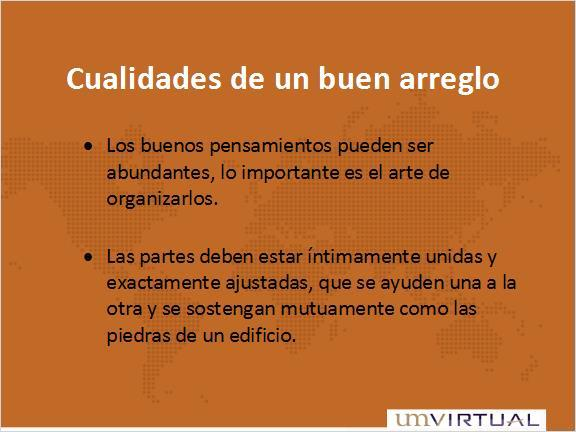 Cualidades de un buen arreglo
• Los buenos pensamientos pueden ser
abundantes, lo importante es el arte de
organizarlos.
• Las partes deben estar íntimamente unidas y
exactamente ajustadas, que se ayuden una a la
otra y se sostengan mutuamente como las
piedras de un edificio.
UMVIRTUAL